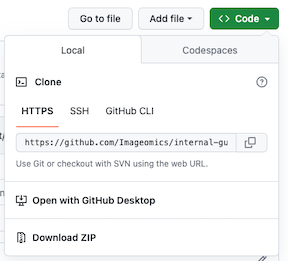 Go to file
Add file
Code
Local
Codespaces
Clone
HTTPS
SSH
GitHub CLI
https://github.com/Imageomics/internal-gu
Use Git or checkout with SVN using the web URL.
Open with GitHub Desktop
Download ZIP